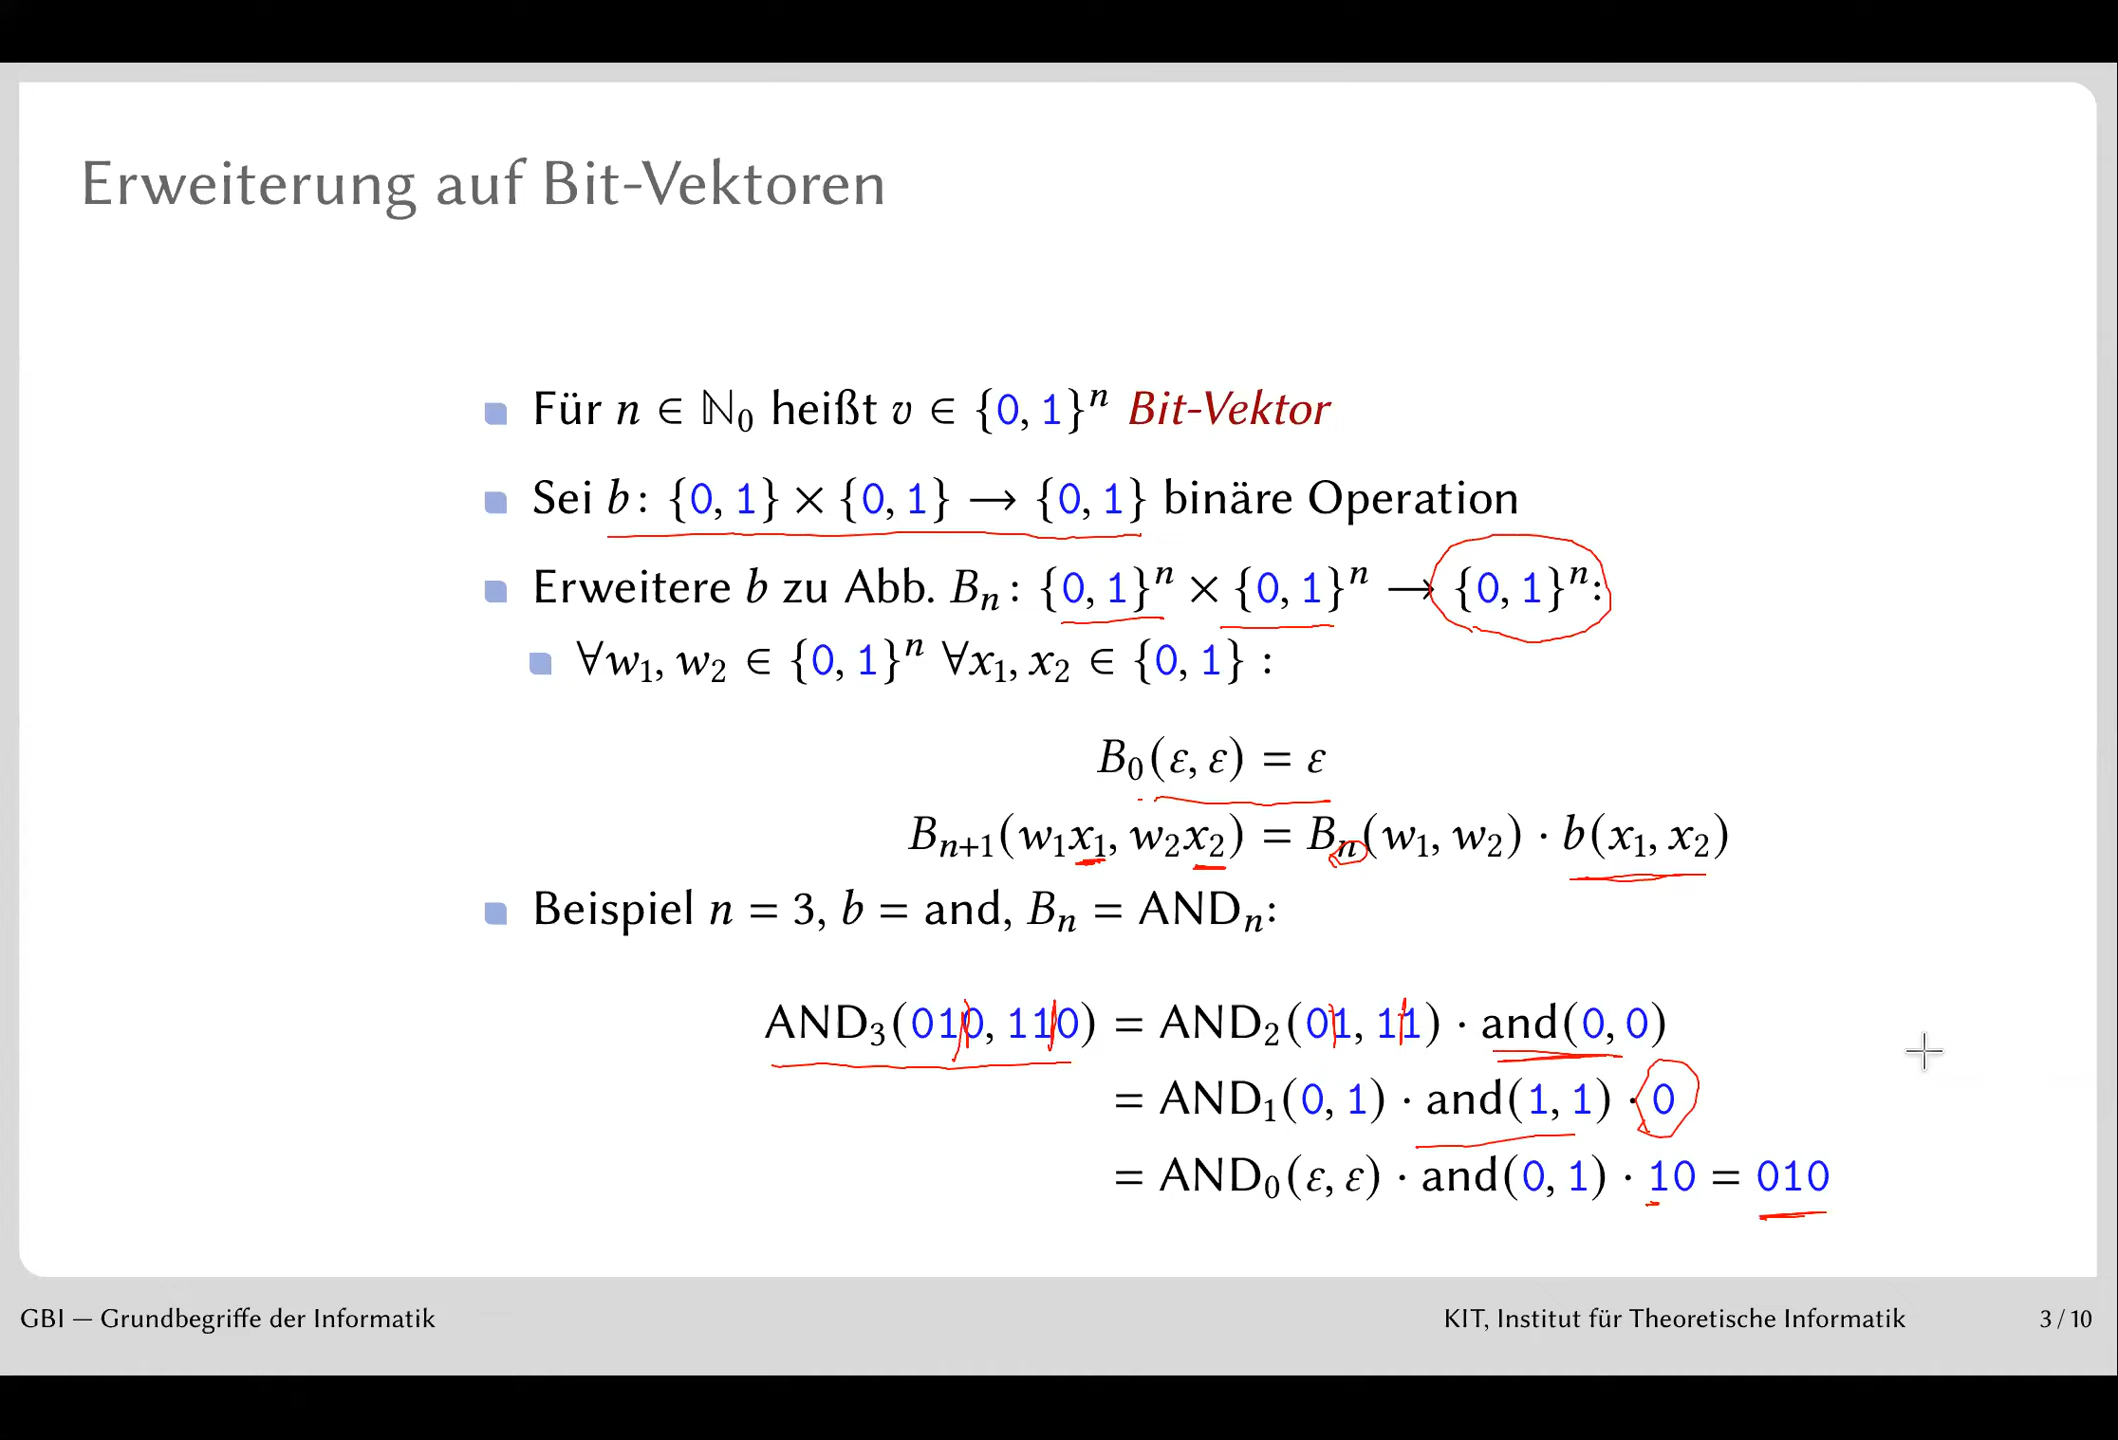 Erweiterung auf Bit-Vektoren
Für n ∈ ℕ₀ heißt v ∈ {0, 1}ⁿ Bit-Vektor
Sei b: {0, 1} × {0, 1} → {0, 1} binäre Operation
Erweitere b zu Abb. Bₙ: {0, 1}ⁿ × {0, 1}ⁿ → {0, 1}ⁿ:
∀w₁, w₂ ∈ {0, 1}ⁿ ∀x₁, x₂ ∈ {0, 1} :
B₀(ε, ε) = ε
Bₙ₊₁(w₁x₁, w₂x₂) = Bₙ(w₁, w₂) · b(x₁, x₂)
Beispiel n = 3, b = and, Bₙ = ANDₙ:
AND₃(010, 110) = AND₂(01, 11) · and(0, 0)
= AND₁(0, 1) · and(1, 1) · 0
= AND₀(ε, ε) · and(0, 1) · 10 = 010
GBI — Grundbegriffe der Informatik KIT, Institut für Theoretische Informatik 3 / 10